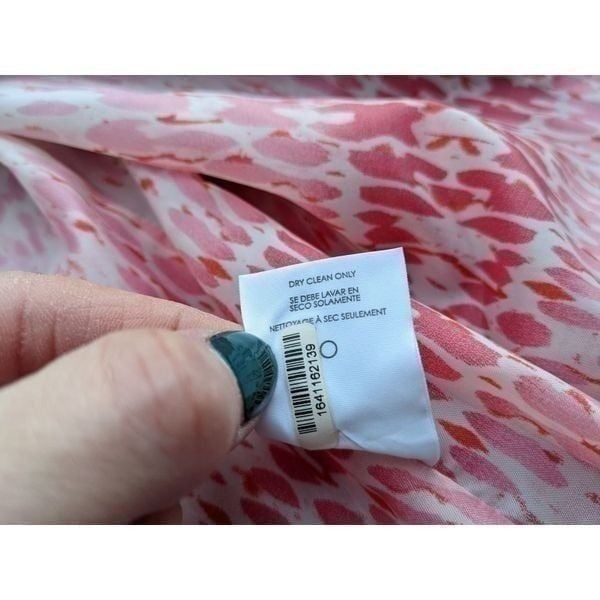 DRY CLEAN ONLY
SE DEBE LAVAR EN
SECO SOLAMENTE
NETTOYAGE À SEC SEULEMENT
1641162139